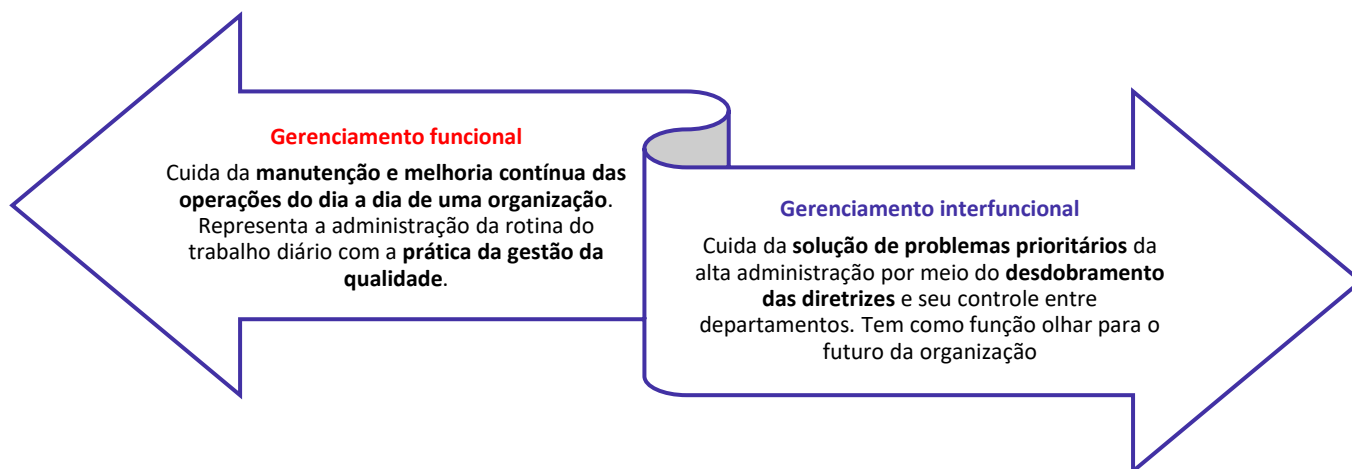 Gerenciamento funcional
Cuida da manutenção e melhoria contínua das
operações do dia a dia de uma organização.
Representa a administração da rotina do
trabalho diário com a prática da gestão da
qualidade.
Gerenciamento interfuncional
Cuida da solução de problemas prioritários da
alta administração por meio do desdobramento
das diretrizes e seu controle entre
departamentos. Tem como função olhar para o
futuro da organização